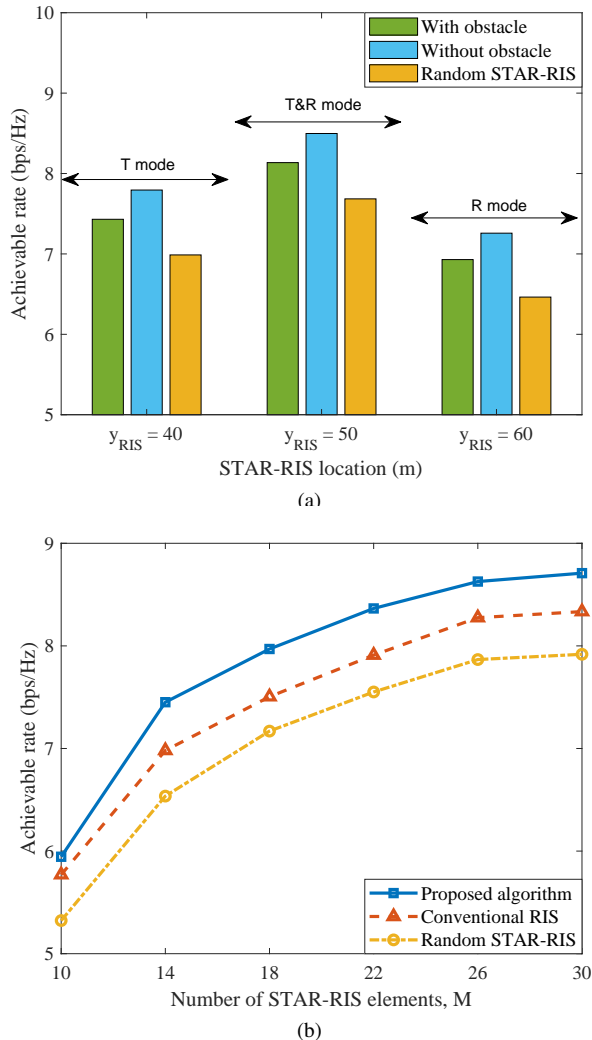 With obstacle
Without obstacle
Random STAR-RIS
10
9
8
7
6
5
Achievable rate (bps/Hz)
T mode
T&R mode
R mode
y_RIS = 40
y_RIS = 50
y_RIS = 60
STAR-RIS location (m)
(a)
9
8
7
6
5
Achievable rate (bps/Hz)
Proposed algorithm
Conventional RIS
Random STAR-RIS
10 14 18 22 26 30
Number of STAR-RIS elements, M
(b)